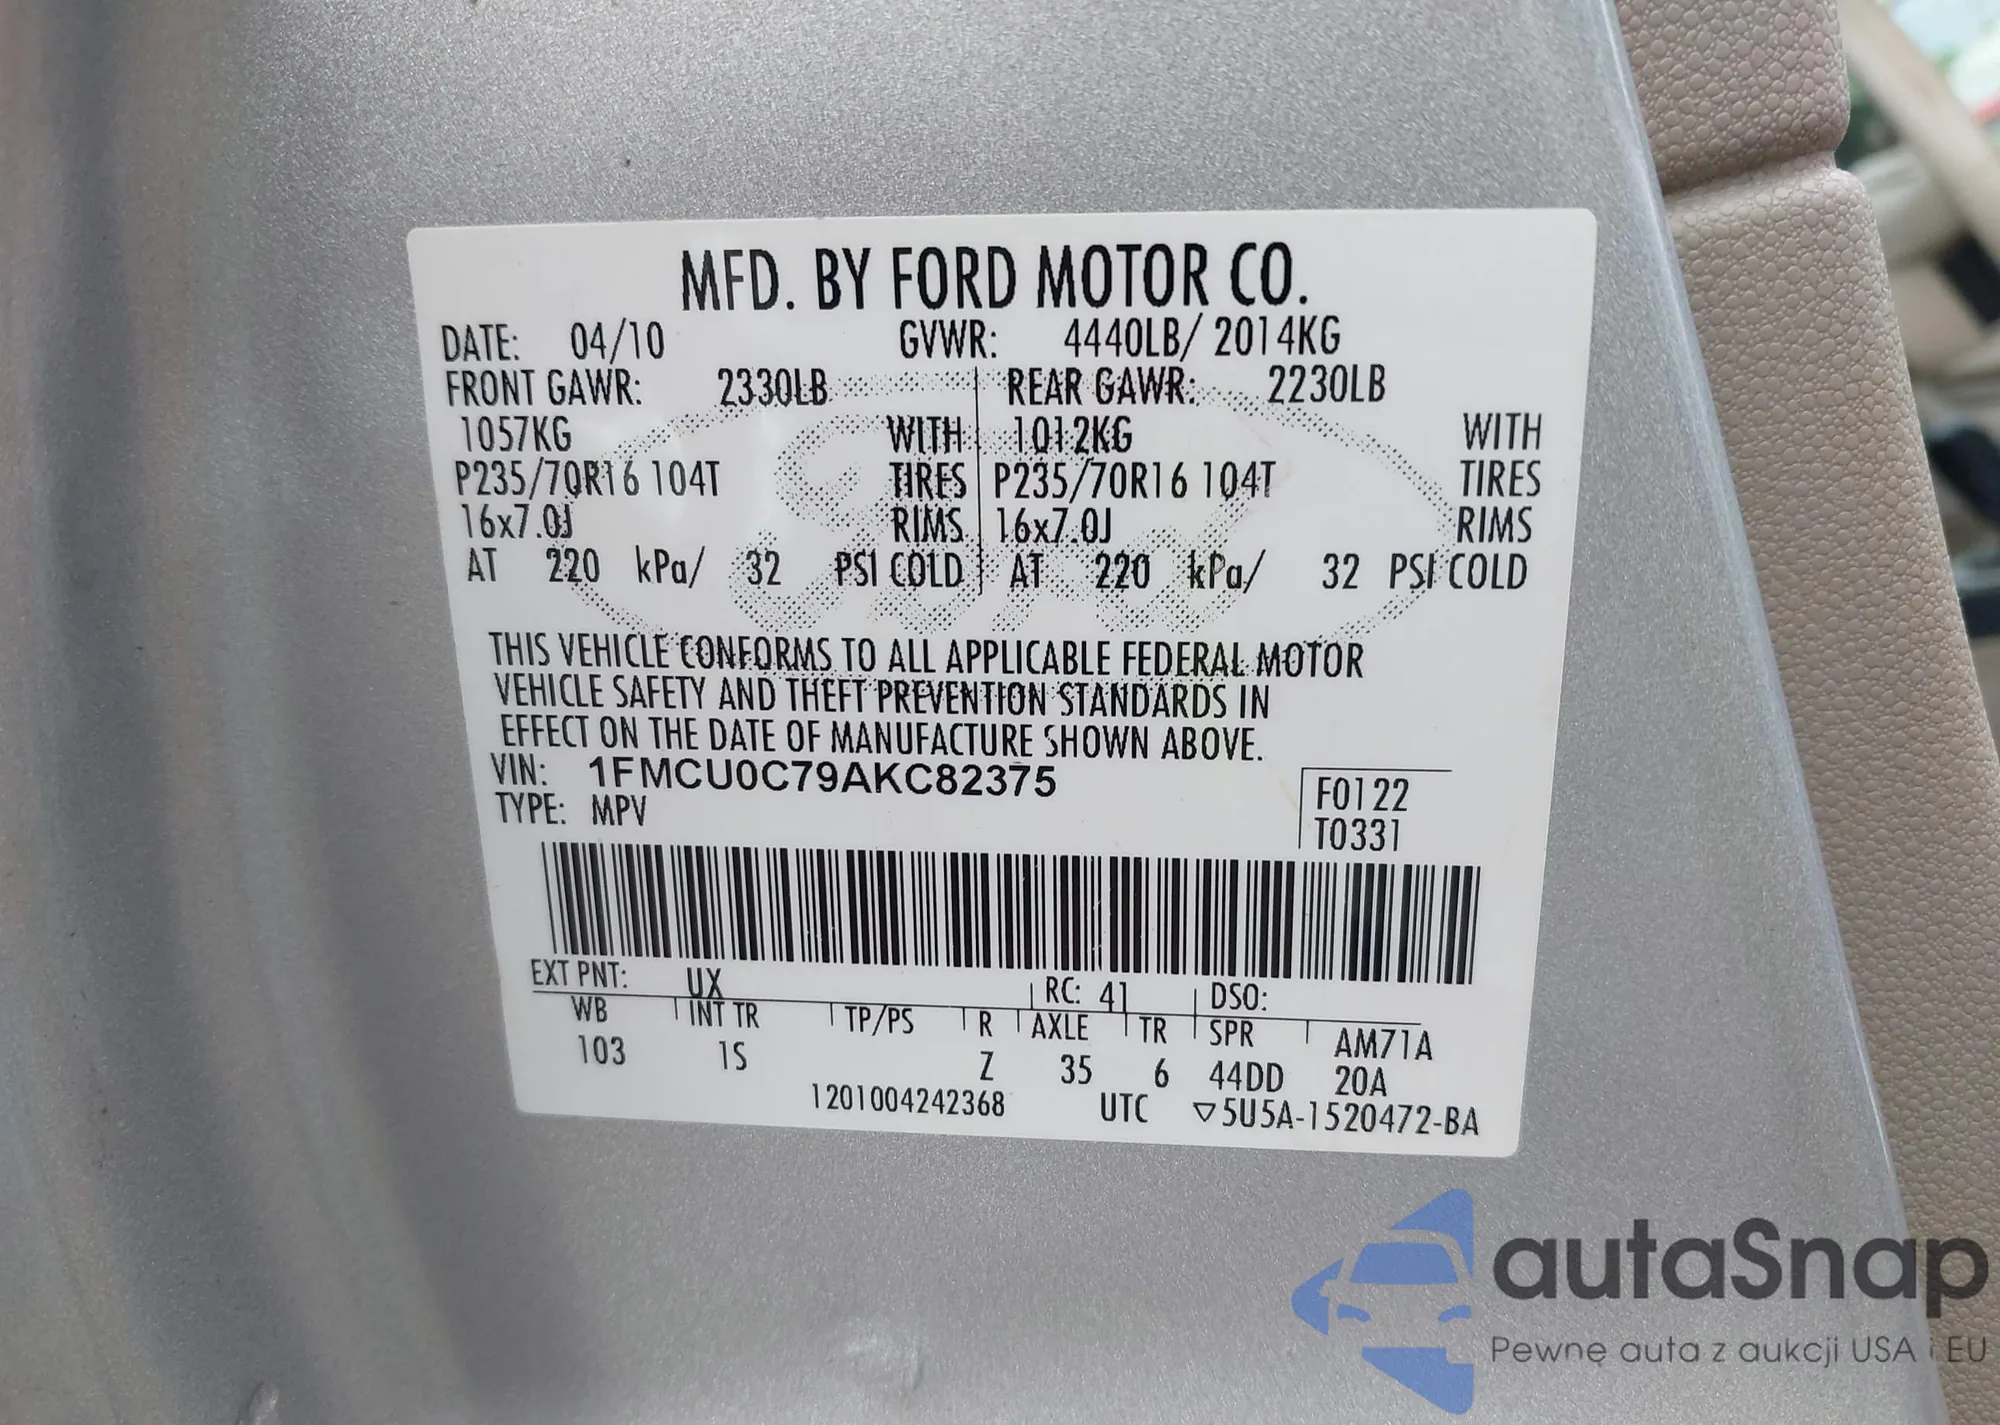 MFD. BY FORD MOTOR CO.
DATE: 04/10 GVWR: 4440LB/ 2014KG
FRONT GAWR: 2330LB REAR GAWR: 2230LB
1057KG WITH 1012KG WITH
P235/70R16 104T TIRES P235/70R16 104T TIRES
16x7.0J RIMS 16x7.0J RIMS
AT 220 kPa/ 32 PSI COLD AT 220 kPa/ 32 PSI COLD
THIS VEHICLE CONFORMS TO ALL APPLICABLE FEDERAL MOTOR
VEHICLE SAFETY AND THEFT PREVENTION STANDARDS IN
EFFECT ON THE DATE OF MANUFACTURE SHOWN ABOVE.
VIN: 1FMCU0C79AKC82375
TYPE: MPV
F0122
T0331
EXT PNT: UX RC: 41 DSO:
WB INT TR TP/PS R AXLE TR SPR AM71A
103 1S Z 35 6 44DD 20A
1201004242368 UTC ▽5U5A-1520472-BA
autaSnap
Pewnę auta z aukcji USA i EU